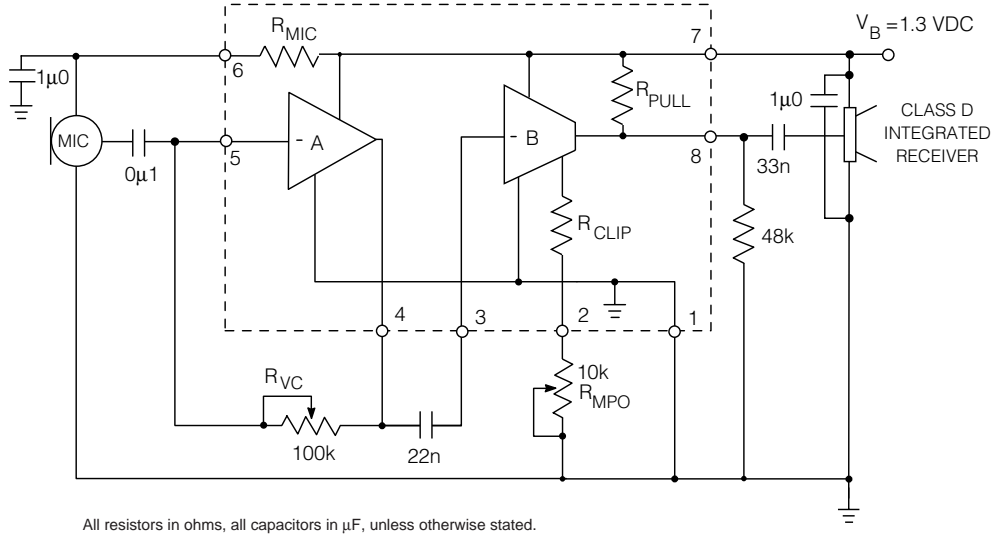 R_MIC
V_B = 1.3 VDC
6
7
1μ0
R_PULL
1μ0
CLASS D
INTEGRATED
RECEIVER
MIC
0μ1
5
- A
- B
8
33n
R_CLIP
48k
4
3
2
1
R_VC
100k
22n
10k
R_MPO
All resistors in ohms, all capacitors in μF, unless otherwise stated.